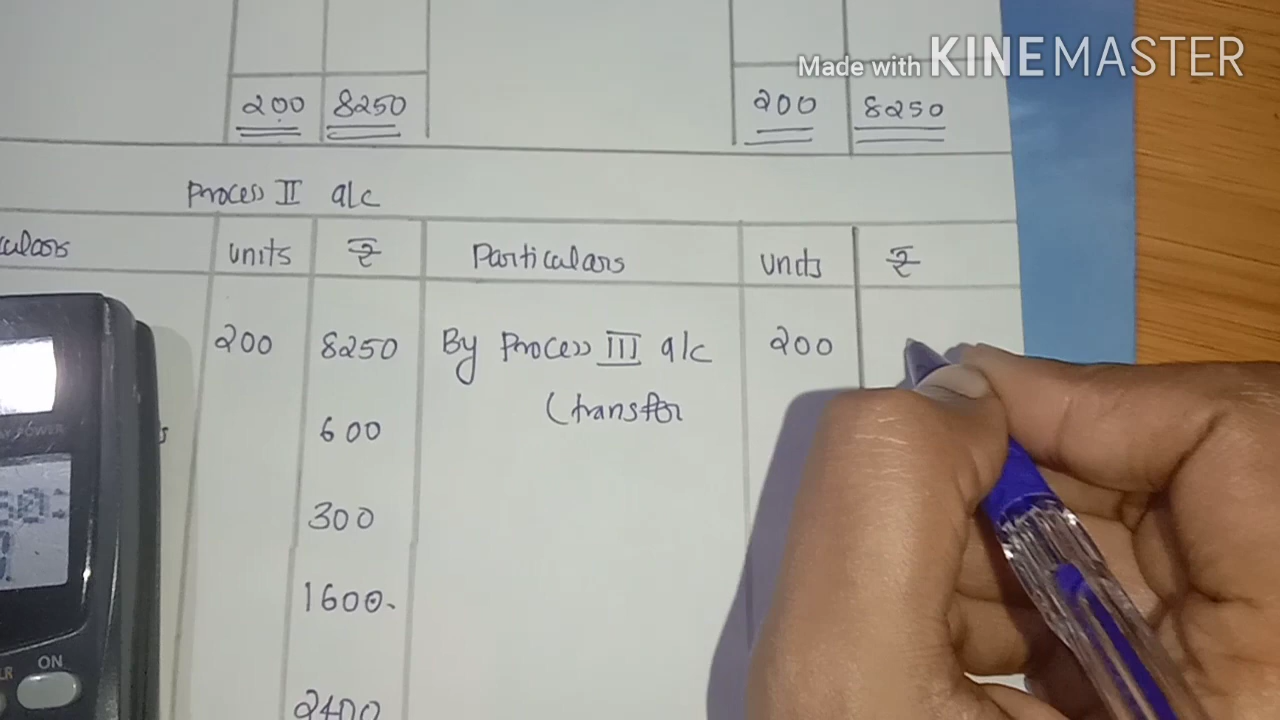 Made with KINEMASTER
200 8250 200 8250
Process II a/c
culars units ₹ Particulars units ₹
200 8250 By Process III a/c 200
(transfer
600
300
1600
2400
ON